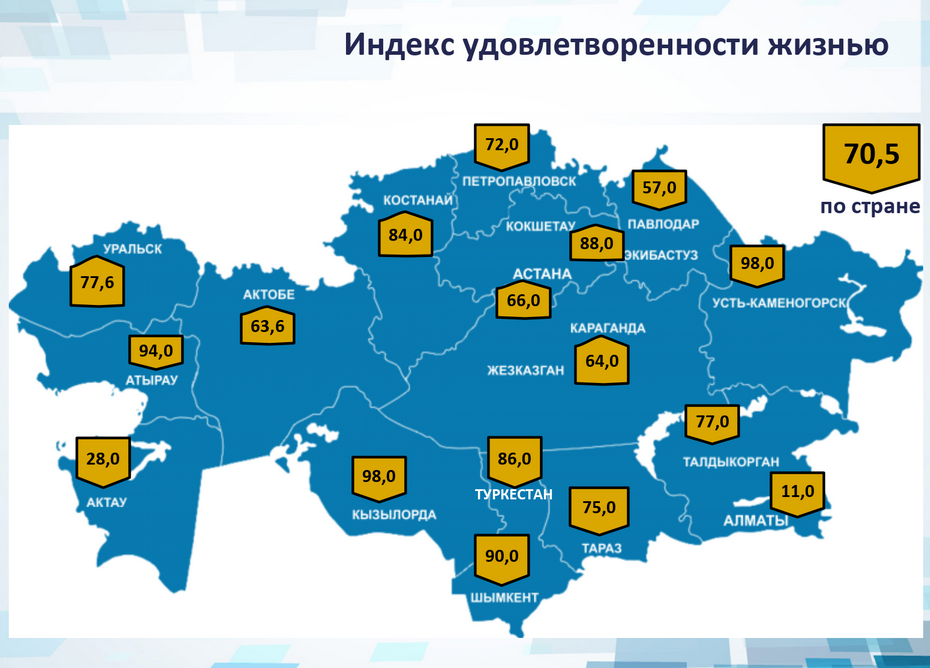 Индекс удовлетворенности жизнью
72,0
70,5
ПЕТРОПАВЛОВСК
57,0
КОСТАНАЙ
по стране
84,0
КОКШЕТАУ
ПАВЛОДАР
88,0
УРАЛЬСК
ЭКИБАСТУЗ
98,0
77,6
АСТАНА
АКТОБЕ
66,0
УСТЬ-КАМЕНОГОРСК
63,6
КАРАГАНДА
94,0
64,0
ЖЕЗКАЗГАН
АТЫРАУ
77,0
28,0
86,0
ТАЛДЫКОРГАН
98,0
11,0
АКТАУ
ТУРКЕСТАН
75,0
КЫЗЫЛОРДА
АЛМАТЫ
ТАРАЗ
90,0
ШЫМКЕНТ